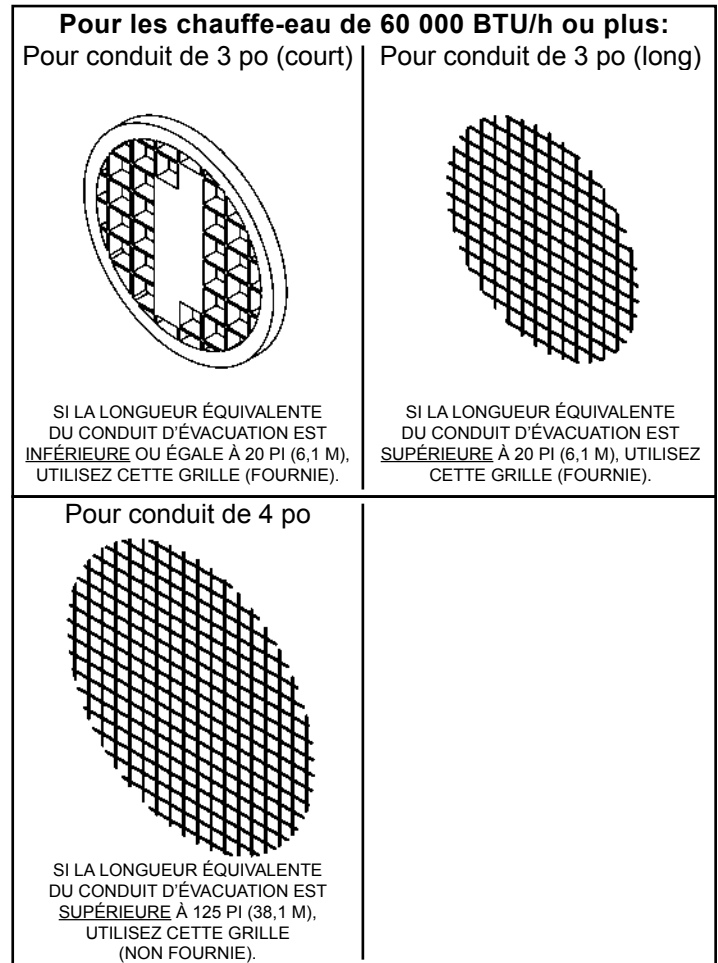 Pour les chauffe-eau de 60 000 BTU/h ou plus:
Pour conduit de 3 po (court)
SI LA LONGUEUR ÉQUIVALENTE
DU CONDUIT D'ÉVACUATION EST
INFÉRIEURE OU ÉGALE À 20 PI (6,1 M),
UTILISEZ CETTE GRILLE (FOURNIE).
Pour conduit de 3 po (long)
SI LA LONGUEUR ÉQUIVALENTE
DU CONDUIT D'ÉVACUATION EST
SUPÉRIEURE À 20 PI (6,1 M), UTILISEZ
CETTE GRILLE (FOURNIE).
Pour conduit de 4 po
SI LA LONGUEUR ÉQUIVALENTE
DU CONDUIT D'ÉVACUATION EST
SUPÉRIEURE À 125 PI (38,1 M),
UTILISEZ CETTE GRILLE
(NON FOURNIE).